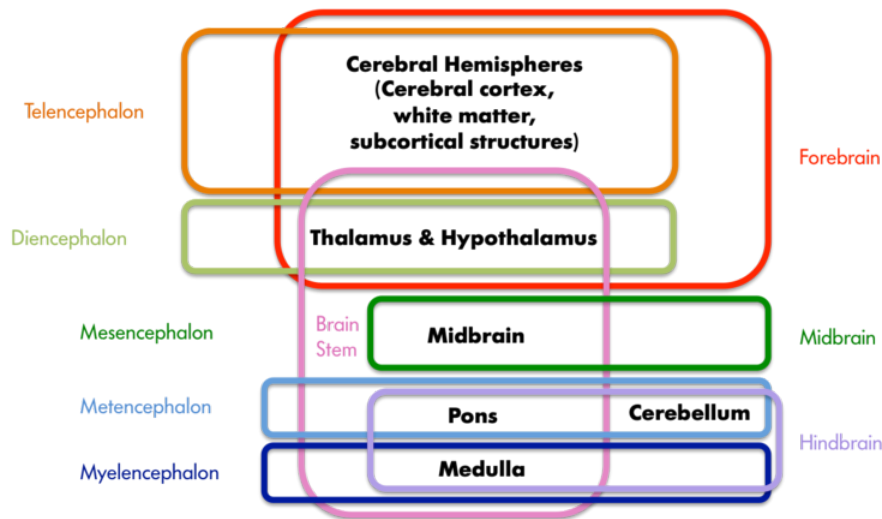 Cerebral Hemispheres
(Cerebral cortex,
white matter,
subcortical structures)
Telencephalon
Forebrain
Diencephalon
Thalamus & Hypothalamus
Brain
Stem
Mesencephalon
Midbrain
Midbrain
Metencephalon
Pons
Cerebellum
Hindbrain
Myelencephalon
Medulla